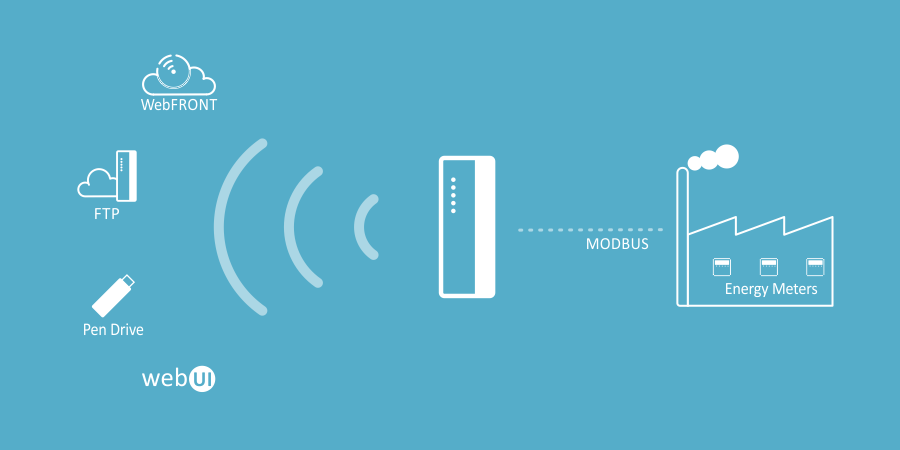 WebFRONT
FTP
MODBUS
Energy Meters
Pen Drive
webUI